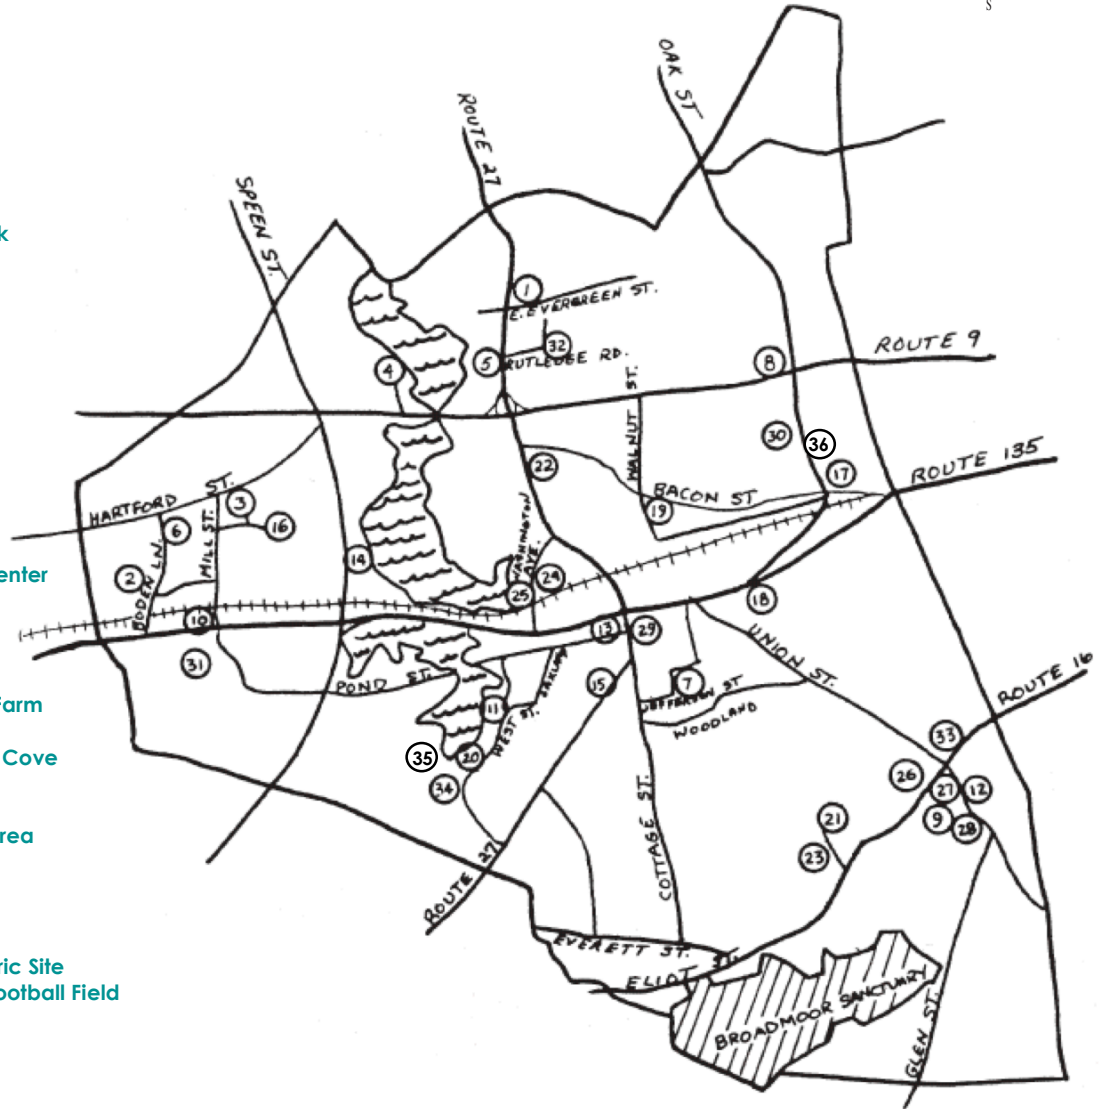 S
OAK ST
ROUTE 27
SPEEN ST.
k
1
E. EVERGREEN ST.
32
5
RUTLEDGE RD.
4
8
ROUTE 9
WALNUT ST.
30
36
17
ROUTE 135
22
BACON ST
19
HARTFORD ST.
3
16
6
MILL ST.
14
WASHINGTON AVE.
24
25
enter
2
BODEN LN.
10
18
13
29
UNION ST.
31
POND ST.
15
7
JEFFERSON ST
WOODLAND
ROUTE 16
arm
11
WEST ST.
33
Cove
35
20
34
26
27
12
9
28
COTTAGE ST.
21
23
rea
ROUTE 27
EVERETT ST.
ELIOT ST.
ric Site
ootball Field
BROADMOOR SANCTUARY
GLEN ST.